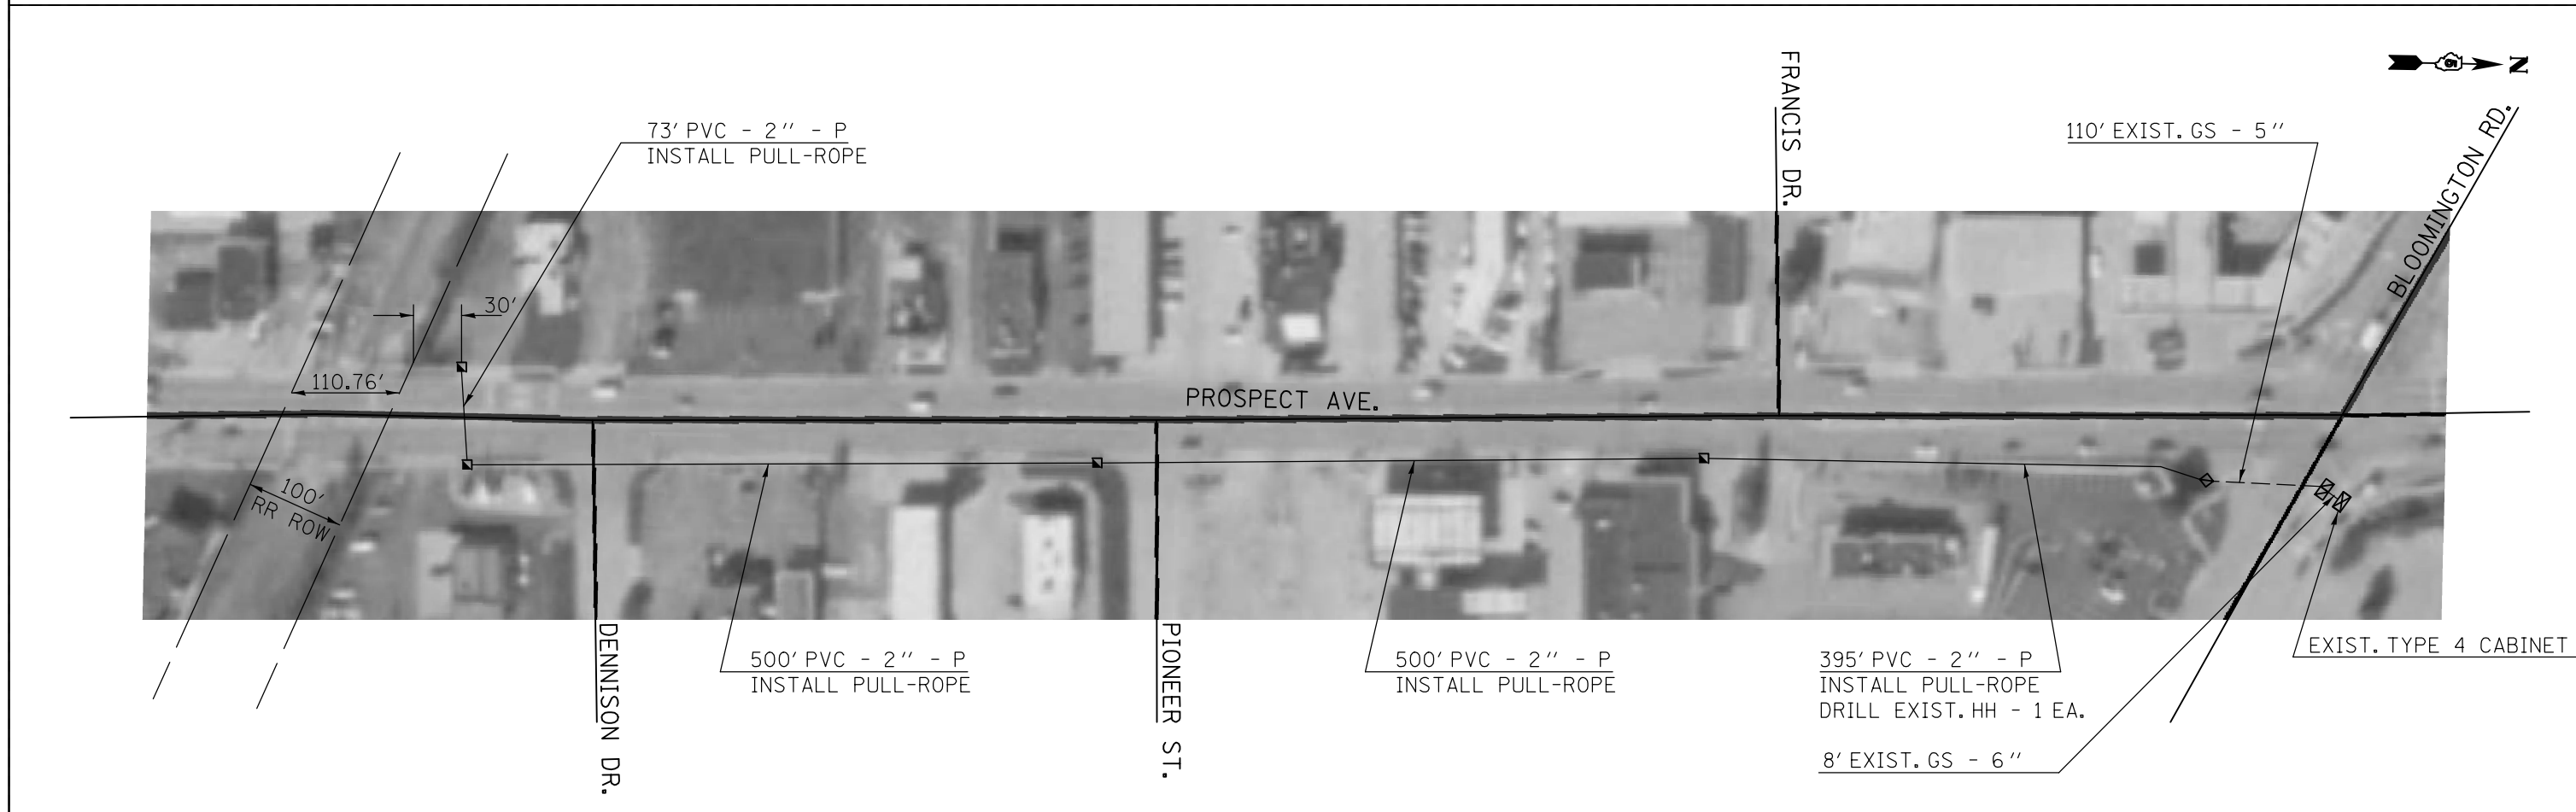 N
FRANCIS DR.
BLOOMINGTON RD.
73' PVC - 2" - P
INSTALL PULL-ROPE
110' EXIST. GS - 5"
30'
110.76'
PROSPECT AVE.
100'
RR ROW
DENNISON DR.
500' PVC - 2" - P
INSTALL PULL-ROPE
PIONEER ST.
500' PVC - 2" - P
INSTALL PULL-ROPE
395' PVC - 2" - P
INSTALL PULL-ROPE
DRILL EXIST. HH - 1 EA.
8' EXIST. GS - 6"
EXIST. TYPE 4 CABINET